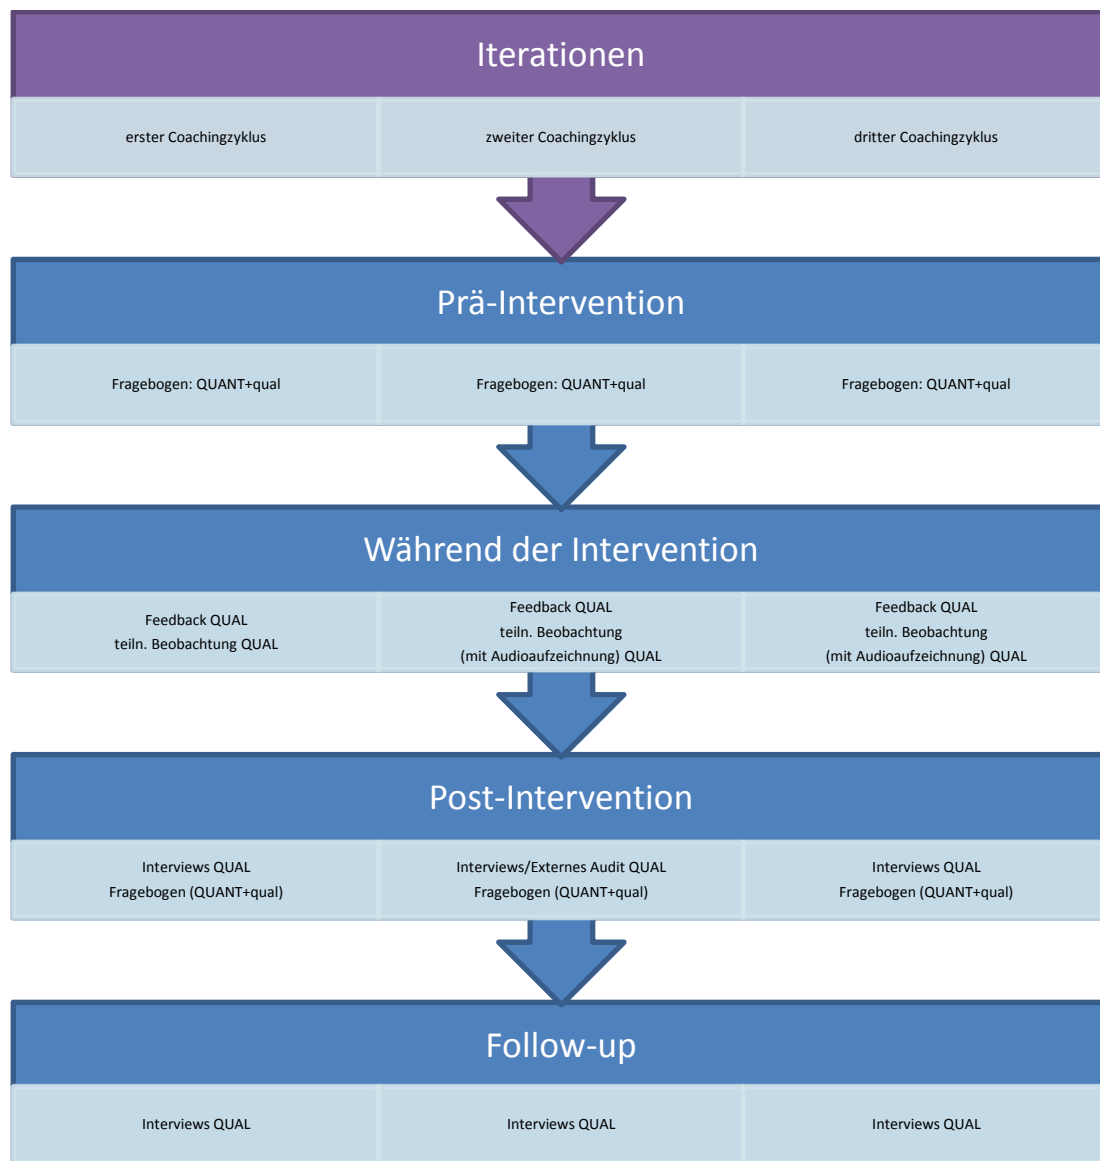 Iterationen
erster Coachingzyklus
zweiter Coachingzyklus
dritter Coachingzyklus
Prä-Intervention
Fragebogen: QUANT+qual
Fragebogen: QUANT+qual
Fragebogen: QUANT+qual
Während der Intervention
Feedback QUAL
teiln. Beobachtung QUAL
Feedback QUAL
teiln. Beobachtung
(mit Audioaufzeichnung) QUAL
Feedback QUAL
teiln. Beobachtung
(mit Audioaufzeichnung) QUAL
Post-Intervention
Interviews QUAL
Fragebogen (QUANT+qual)
Interviews/Externes Audit QUAL
Fragebogen (QUANT+qual)
Interviews QUAL
Fragebogen (QUANT+qual)
Follow-up
Interviews QUAL
Interviews QUAL
Interviews QUAL